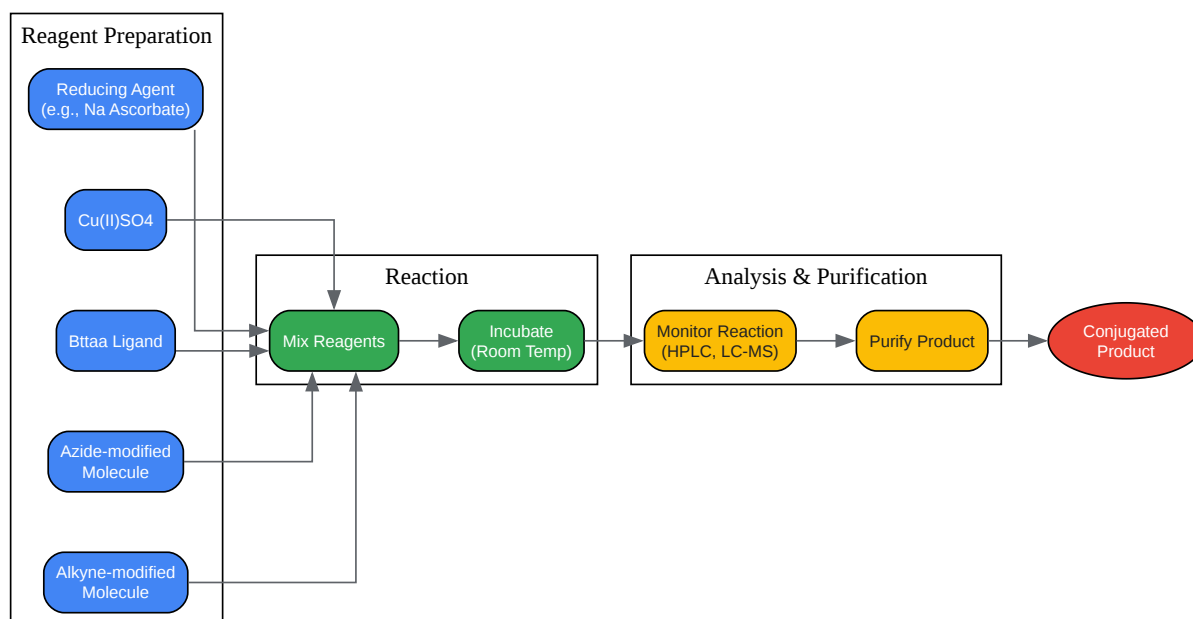 Reagent Preparation
Reducing Agent
(e.g., Na Ascorbate)
Cu(II)SO4
Bttaa Ligand
Azide-modified
Molecule
Alkyne-modified
Molecule
Reaction
Mix Reagents
Incubate
(Room Temp)
Analysis & Purification
Monitor Reaction
(HPLC, LC-MS)
Purify Product
Conjugated
Product